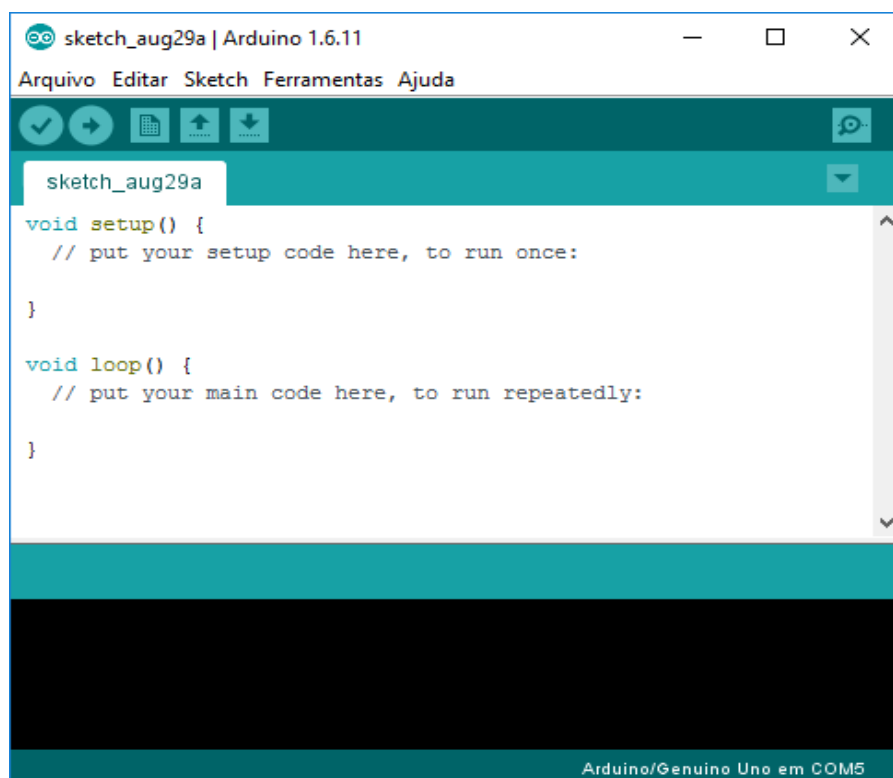 sketch_aug29a | Arduino 1.6.11
Arquivo Editar Sketch Ferramentas Ajuda
sketch_aug29a
void setup() {
// put your setup code here, to run once:
}
void loop() {
// put your main code here, to run repeatedly:
}
Arduino/Genuino Uno em COM5